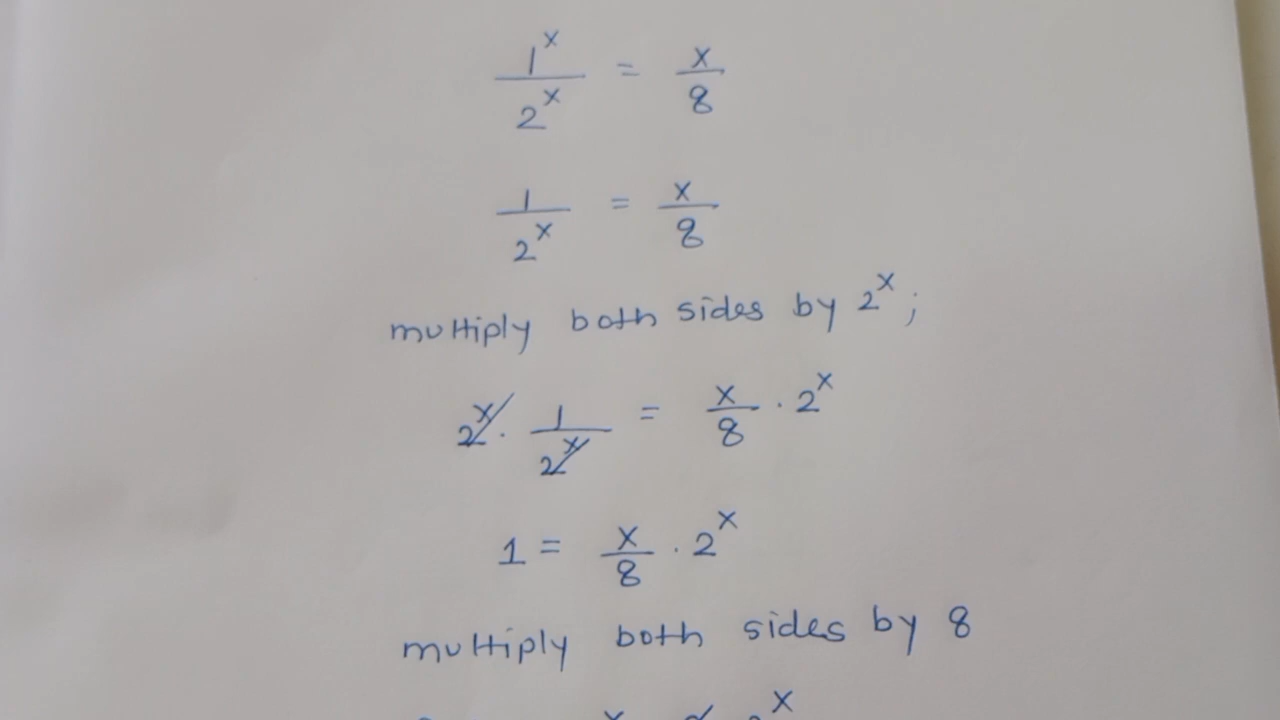 1^x / 2^x = x / 8
1 / 2^x = x / 8
multiply both sides by 2^x;
2^x · 1 / 2^x = x / 8 · 2^x
1 = x / 8 · 2^x
multiply both sides by 8